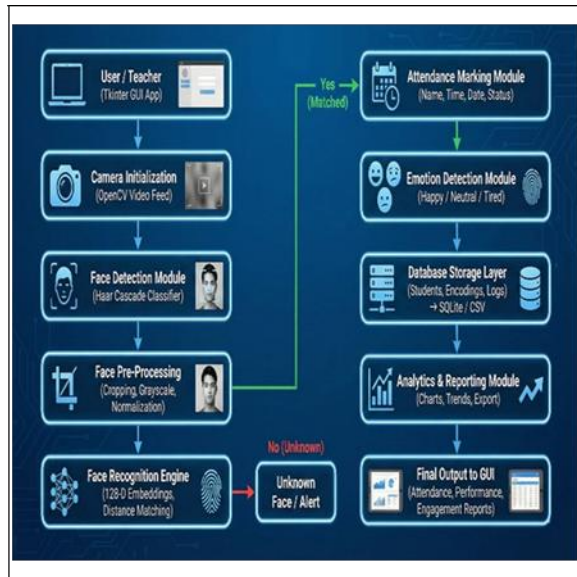 User / Teacher
(Tkinter GUI App)
Camera Initialization
(OpenCV Video Feed)
Face Detection Module
(Haar Cascade Classifier)
Face Pre-Processing
(Cropping, Grayscale,
Normalization)
Face Recognition Engine
(128-D Embeddings,
Distance Matching)
No (Unknown)
Unknown
Face / Alert
Yes
(Matched)
Attendance Marking Module
(Name, Time, Date, Status)
Emotion Detection Module
(Happy / Neutral / Tired)
Database Storage Layer
(Students, Encodings, Logs)
→ SQLite / CSV
Analytics & Reporting Module
(Charts, Trends, Export)
Final Output to GUI
(Attendance, Performance,
Engagement Reports)